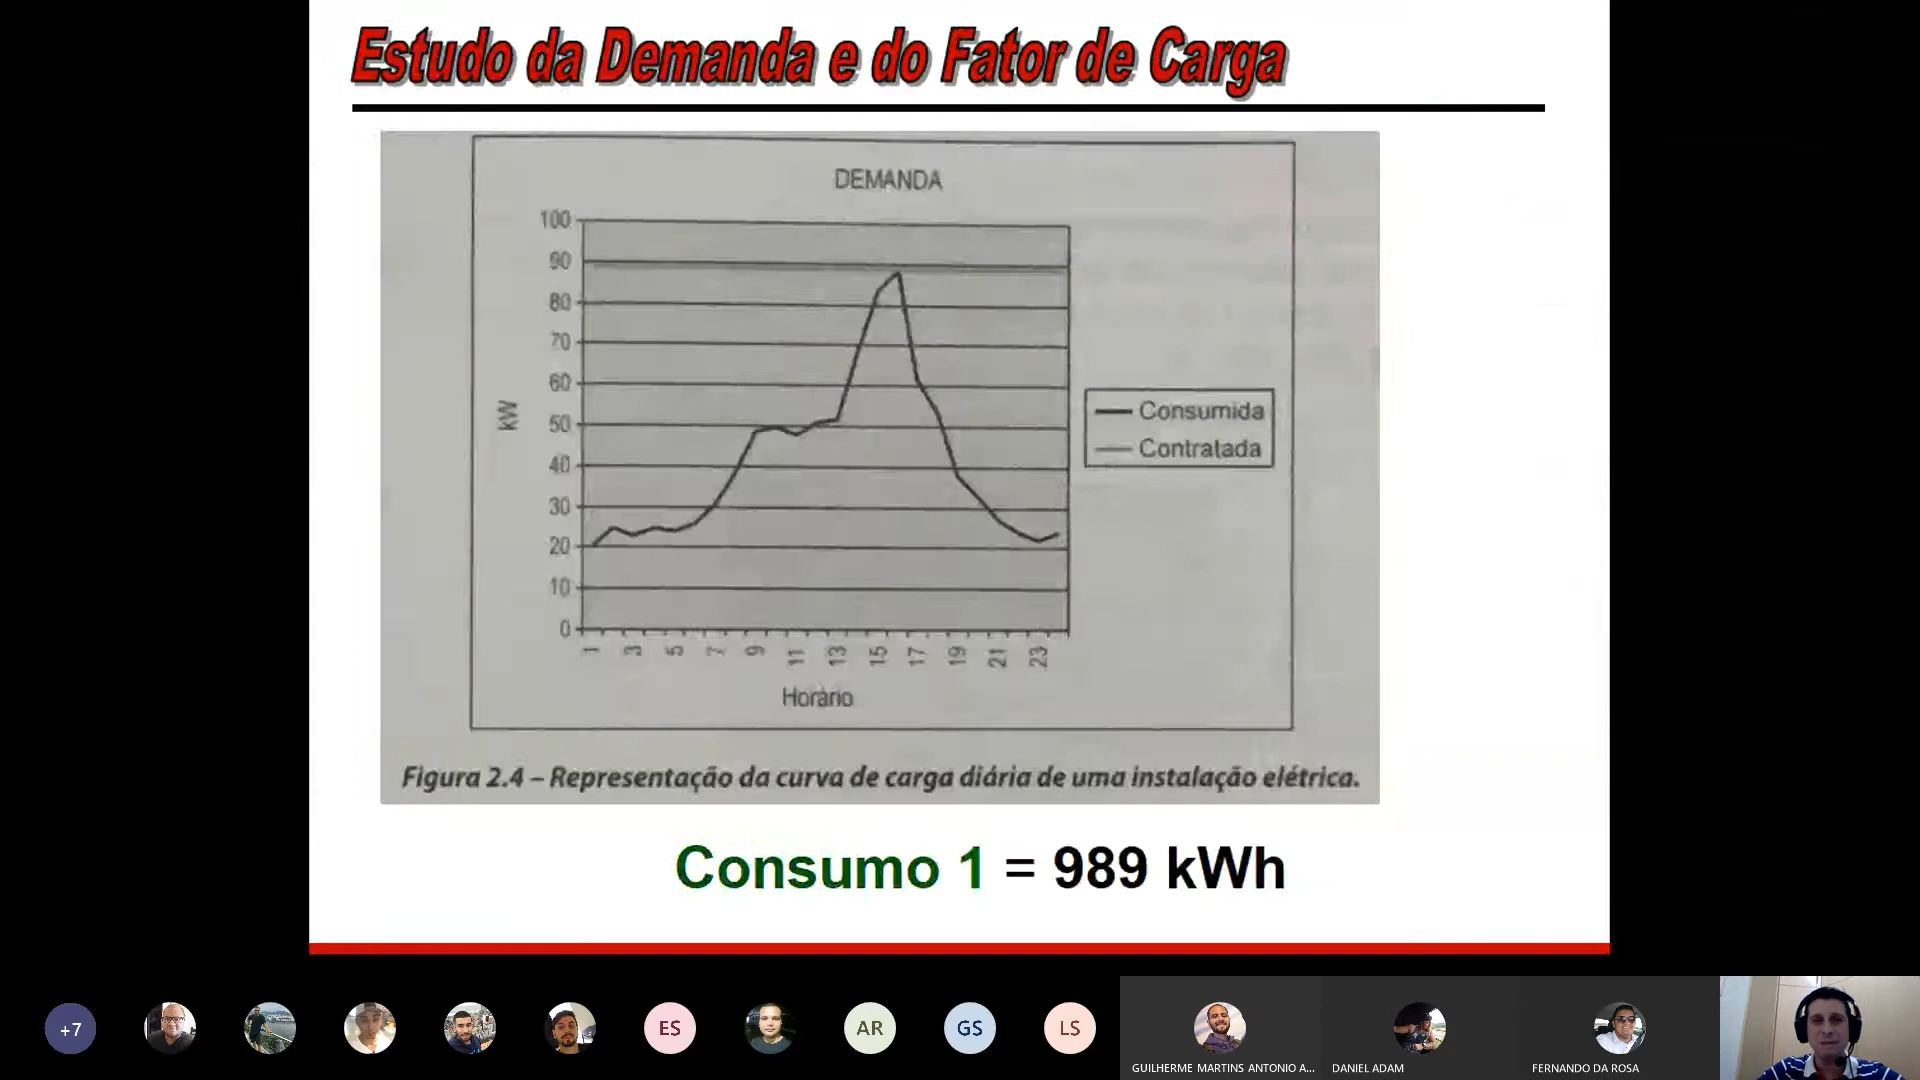 Estudo da Demanda e do Fator de Carga
DEMANDA
100
90
80
70
60
50
40
30
20
10
0
kW
1
3
5
7
9
11
13
15
17
19
21
23
Horário
Consumida
Contratada
Figura 2.4 – Representação da curva de carga diária de uma instalação elétrica.
Consumo 1 = 989 kWh
+7
ES
AR
GS
LS
GUILHERME MARTINS ANTONIO A...
DANIEL ADAM
FERNANDO DA ROSA